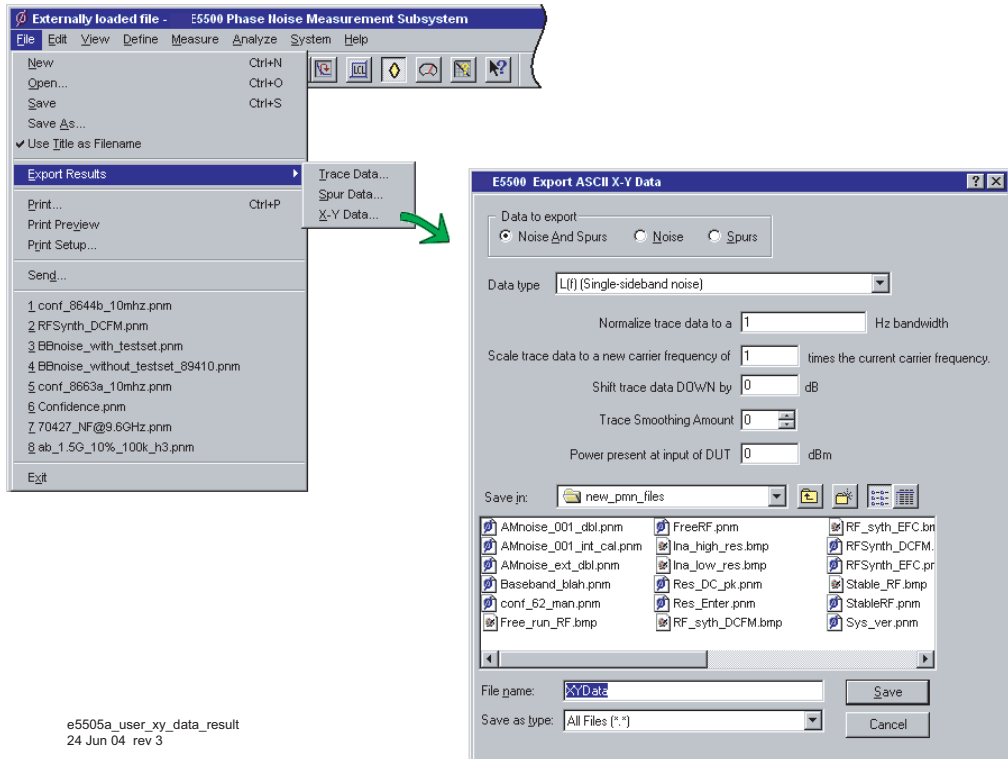 Externally loaded file - E5500 Phase Noise Measurement Subsystem
File Edit View Define Measure Analyze System Help
New Ctrl+N
Open... Ctrl+O
Save Ctrl+S
Save As...
Use Title as Filename
Export Results
Trace Data...
Spur Data...
X-Y Data...
Print... Ctrl+P
Print Preview
Print Setup...
Send...
1 conf_8644b_10mhz.pnm
2 RFSynth_DCFM.pnm
3 BBnoise_with_testset.pnm
4 BBnoise_without_testset_89410.pnm
5 conf_8663a_10mhz.pnm
6 Confidence.pnm
7 70427_NF@9.6GHz.pnm
8 ab_1.5G_10%_100k_h3.pnm
Exit
E5500 Export ASCII X-Y Data
Data to export
Noise And Spurs Noise Spurs
Data type L(f) (Single-sideband noise)
Normalize trace data to a 1 Hz bandwidth
Scale trace data to a new carrier frequency of 1 times the current carrier frequency.
Shift trace data DOWN by 0 dB
Trace Smoothing Amount 0
Power present at input of DUT 0 dBm
Save in: new_pmn_files
AMnoise_001_dbl.pnm FreeRF.pnm RF_syth_EFC.bm
AMnoise_001_int_cal.pnm lna_high_res.bmp RFSynth_DCFM.
AMnoise_ext_dbl.pnm lna_low_res.bmp RFSynth_EFC.pr
Baseband_blah.pnm Res_DC_pk.pnm Stable_RF.bmp
conf_62_man.pnm Res_Enter.pnm StableRF.pnm
Free_run_RF.bmp RF_syth_DCFM.bmp Sys_ver.pnm
File name: XYData Save
Save as type: All Files (*.*) Cancel
e5505a_user_xy_data_result
24 Jun 04 rev 3